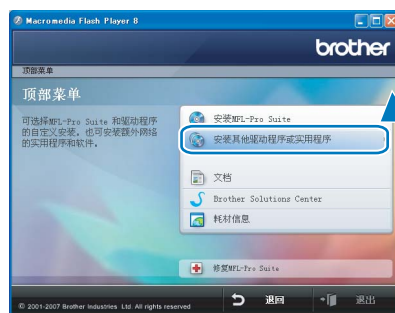 Macromedia Flash Player 8
brother
顶部菜单
顶部菜单
可选择MFL-Pro Suite 和驱动程序
的自定义安装。也可安装额外网络
的实用程序和软件。
安装MFL-Pro Suite
安装其他驱动程序或实用程序
文档
Brother Solutions Center
耗材信息
修复MFL-Pro Suite
© 2001-2007 Brother Industries Ltd. All rights reserved
退回
退出